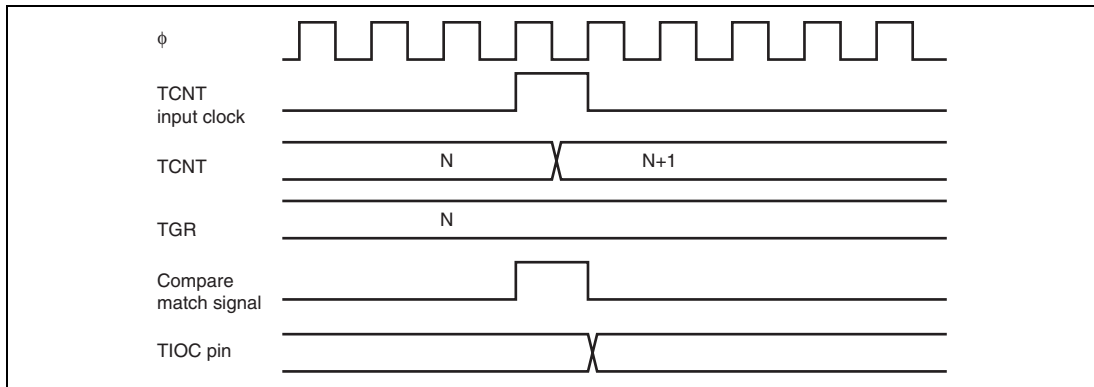 ϕ
TCNT
input clock
TCNT
N
N+1
TGR
N
Compare
match signal
TIOC pin